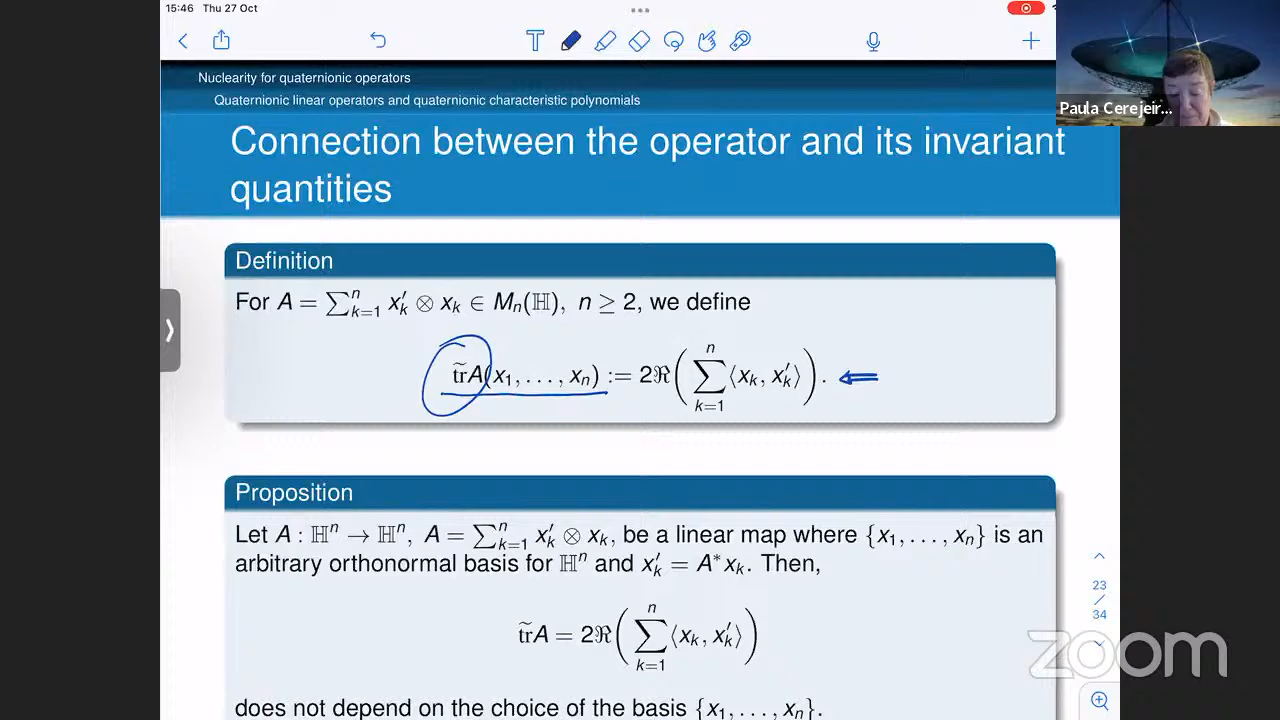 15:46 Thu 27 Oct
Nuclearity for quaternionic operators
Quaternionic linear operators and quaternionic characteristic polynomials
Paula Cerejeir...
Connection between the operator and its invariant
quantities
Definition
For A = ∑ⁿₖ₌₁ x′ₖ ⊗ xₖ ∈ Mₙ(ℍ), n ≥ 2, we define
t̃rA(x₁, . . . , xₙ) := 2ℜ(∑ⁿₖ₌₁⟨xₖ, x′ₖ⟩).
Proposition
Let A : ℍⁿ → ℍⁿ, A = ∑ⁿₖ₌₁ x′ₖ ⊗ xₖ, be a linear map where {x₁, . . . , xₙ} is an
arbitrary orthonormal basis for ℍⁿ and x′ₖ = A*xₖ. Then,
t̃rA = 2ℜ(∑ⁿₖ₌₁⟨xₖ, x′ₖ⟩)
does not depend on the choice of the basis {x₁, . . . , xₙ}.
23
/
34
zoom